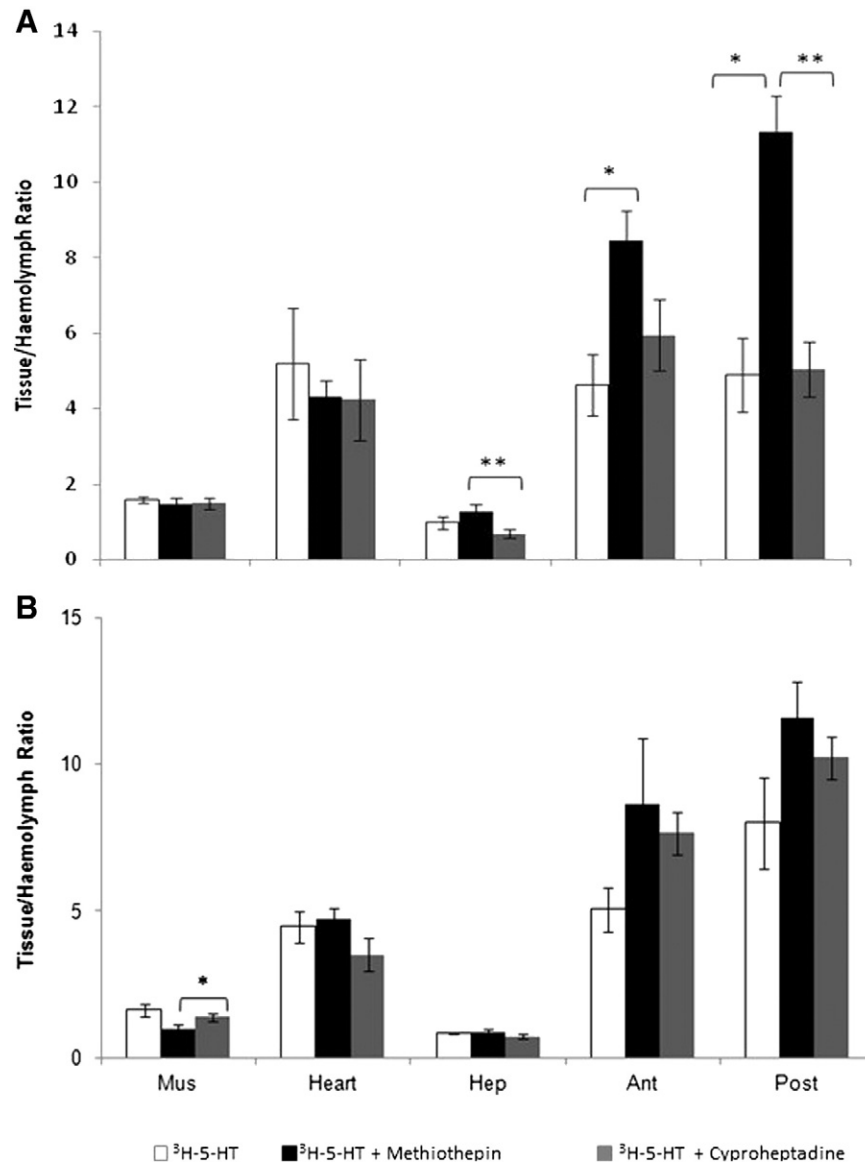 A
14
12
10
8
6
4
2
0
Tissue/Haemolymph Ratio
* **
*
**
B
15
10
5
0
Tissue/Haemolymph Ratio
*
Mus Heart Hep Ant Post
³H-5-HT ³H-5-HT + Methiothepin ³H-5-HT + Cyproheptadine